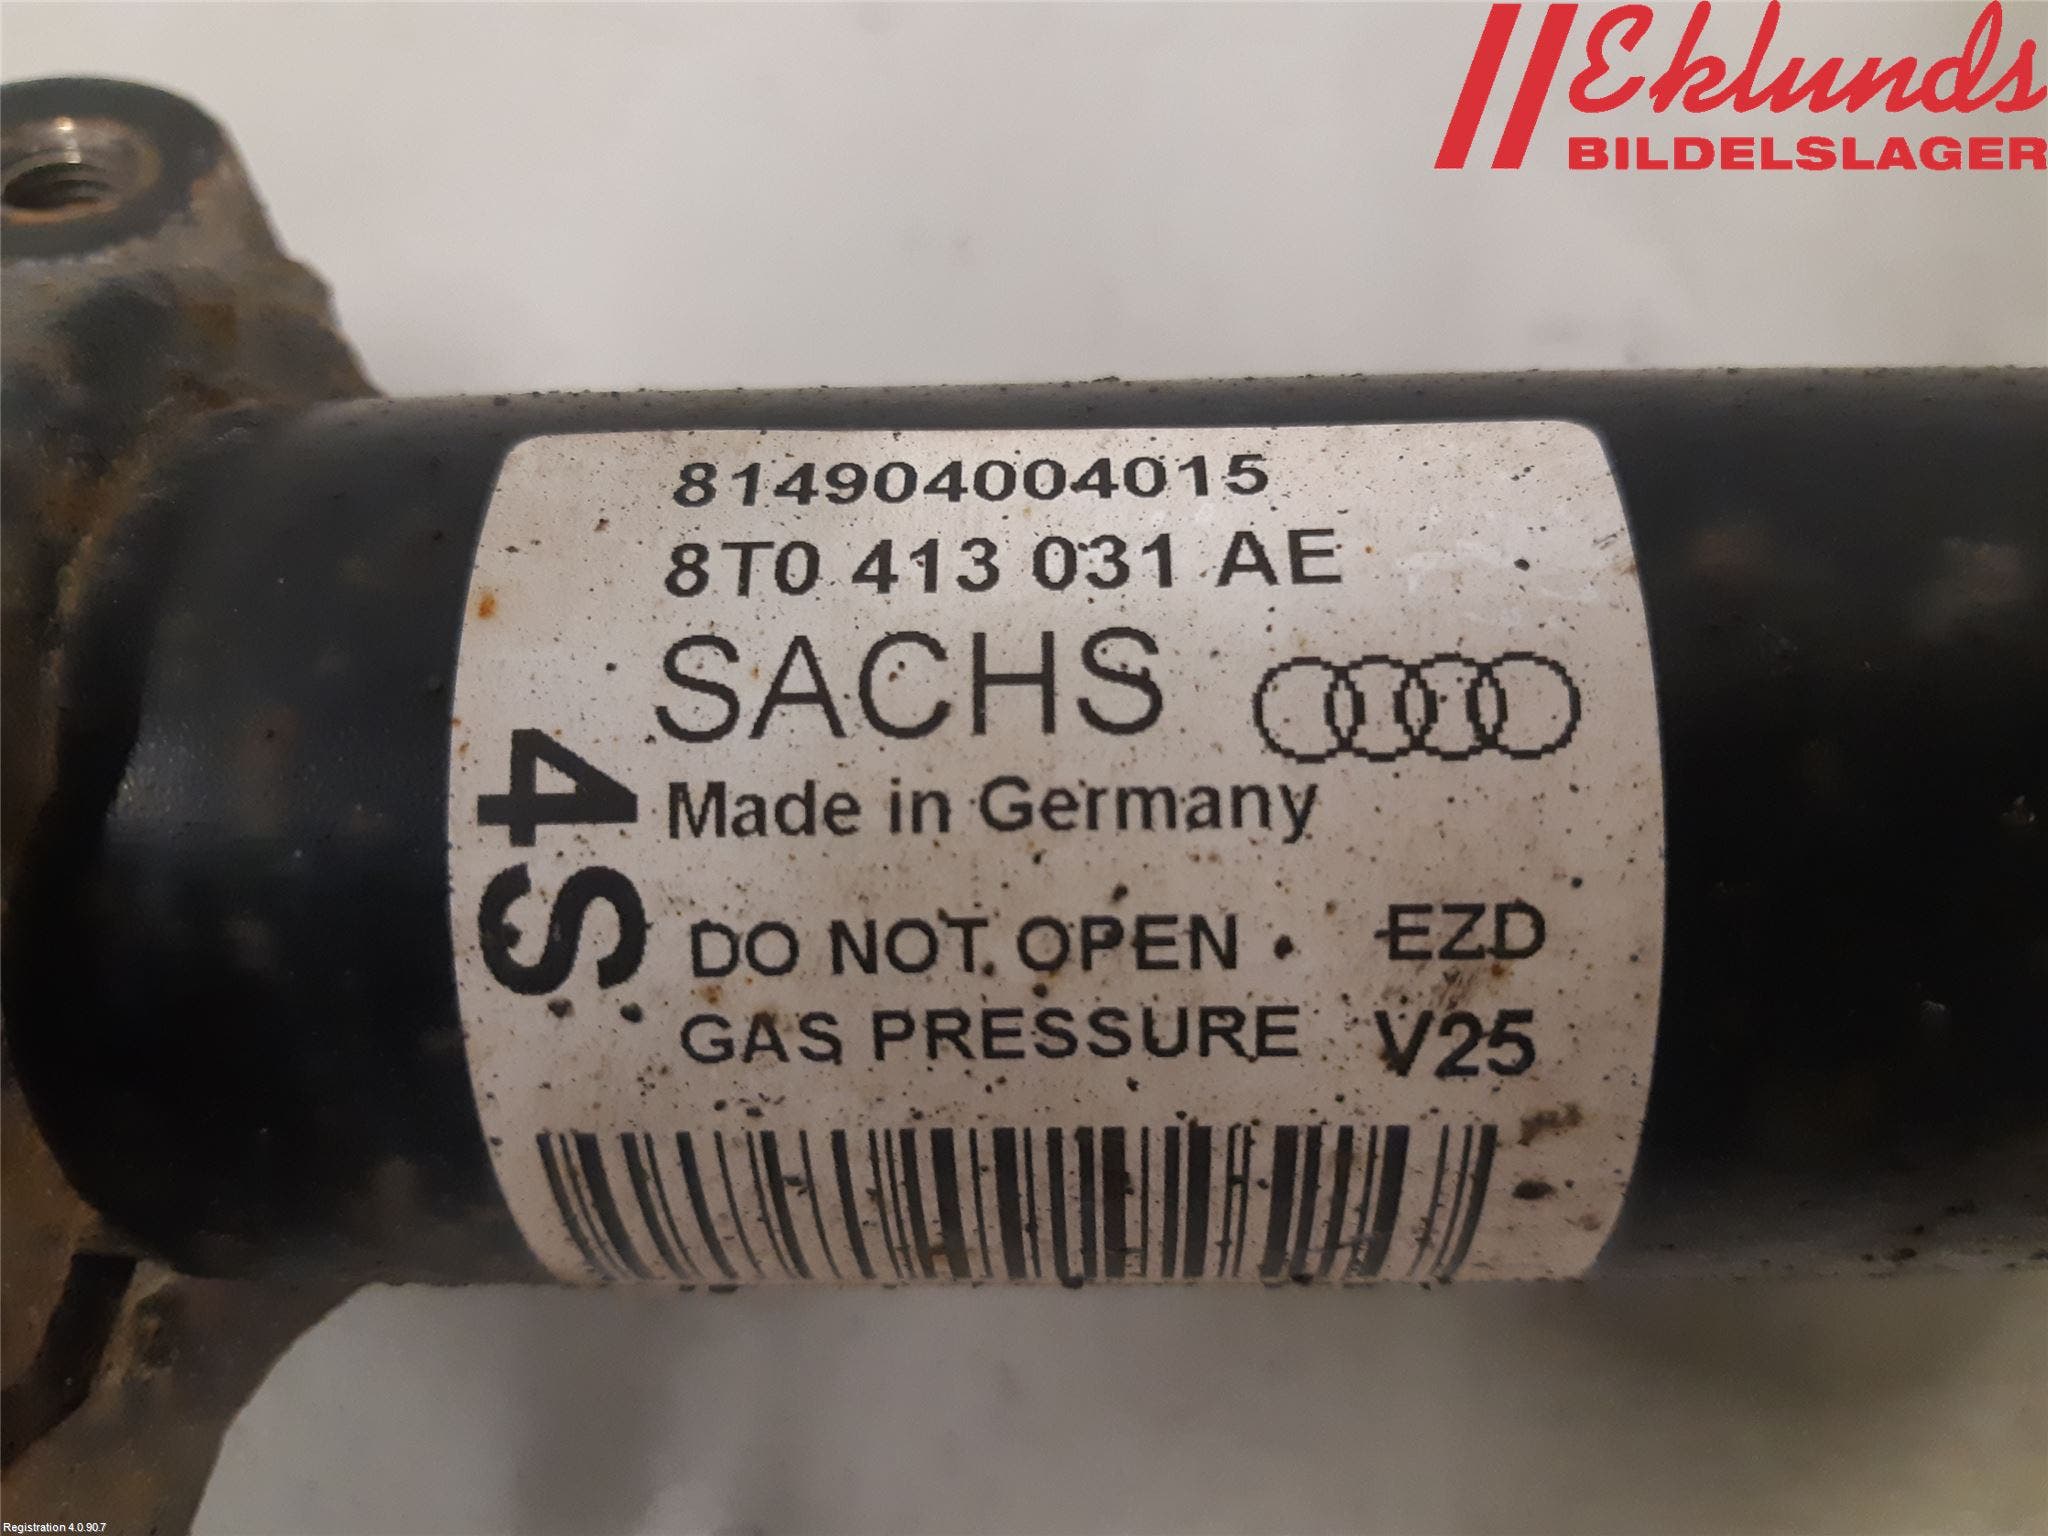 Eklunds
BILDELSLAGER
814904004015
8T0 413 031 AE
SACHS
Made in Germany
4S
DO NOT OPEN EZD
GAS PRESSURE V25
Registration 4.0.90.7